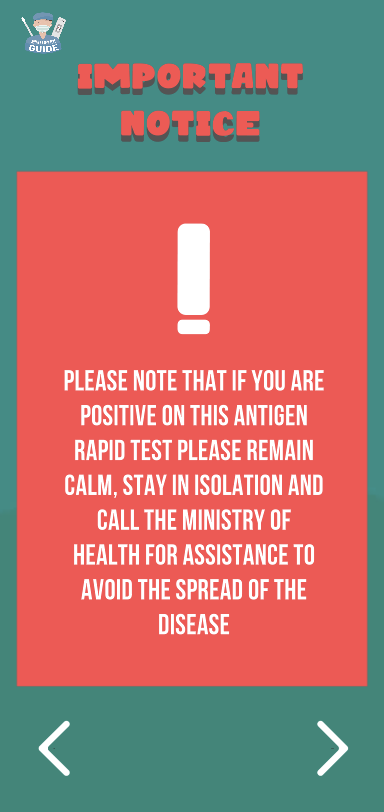 GUIDE
IMPORTANT
NOTICE
!
PLEASE NOTE THAT IF YOU ARE
POSITIVE ON THIS ANTIGEN
RAPID TEST PLEASE REMAIN
CALM, STAY IN ISOLATION AND
CALL THE MINISTRY OF
HEALTH FOR ASSISTANCE TO
AVOID THE SPREAD OF THE
DISEASE